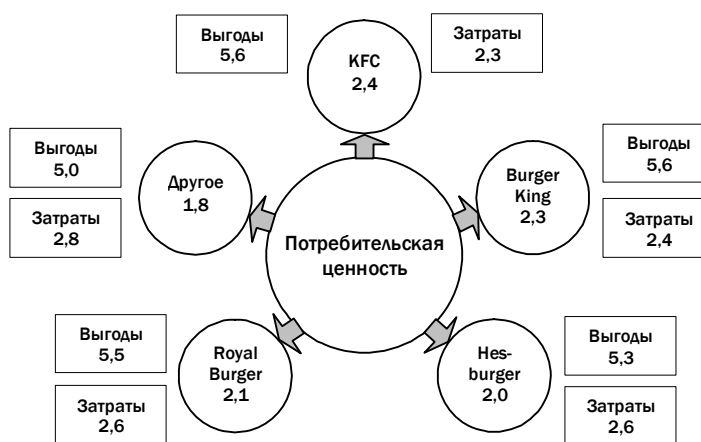 Выгоды
5,6
KFC
2,4
Затраты
2,3
Выгоды
5,0
Затраты
2,8
Другое
1,8
Burger
King
2,3
Выгоды
5,6
Затраты
2,4
Потребительская
ценность
Выгоды
5,5
Затраты
2,6
Royal
Burger
2,1
Hes-
burger
2,0
Выгоды
5,3
Затраты
2,6